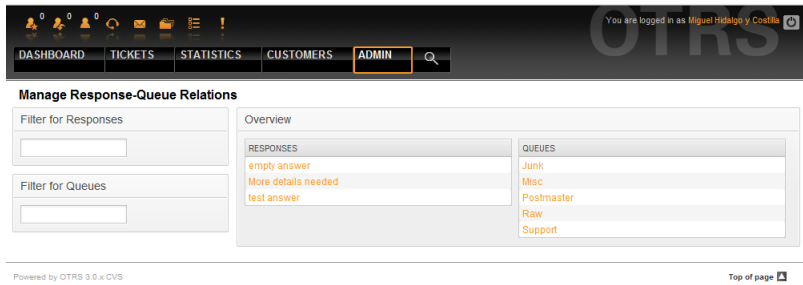 0 0 0
You are logged in as Miguel Hidalgo y Costilla
OTRS
DASHBOARD TICKETS STATISTICS CUSTOMERS ADMIN
Manage Response-Queue Relations
Filter for Responses
Filter for Queues
Overview
RESPONSES
empty answer
More details needed
test answer
QUEUES
Junk
Misc
Postmaster
Raw
Support
Powered by OTRS 3.0.x CVS
Top of page